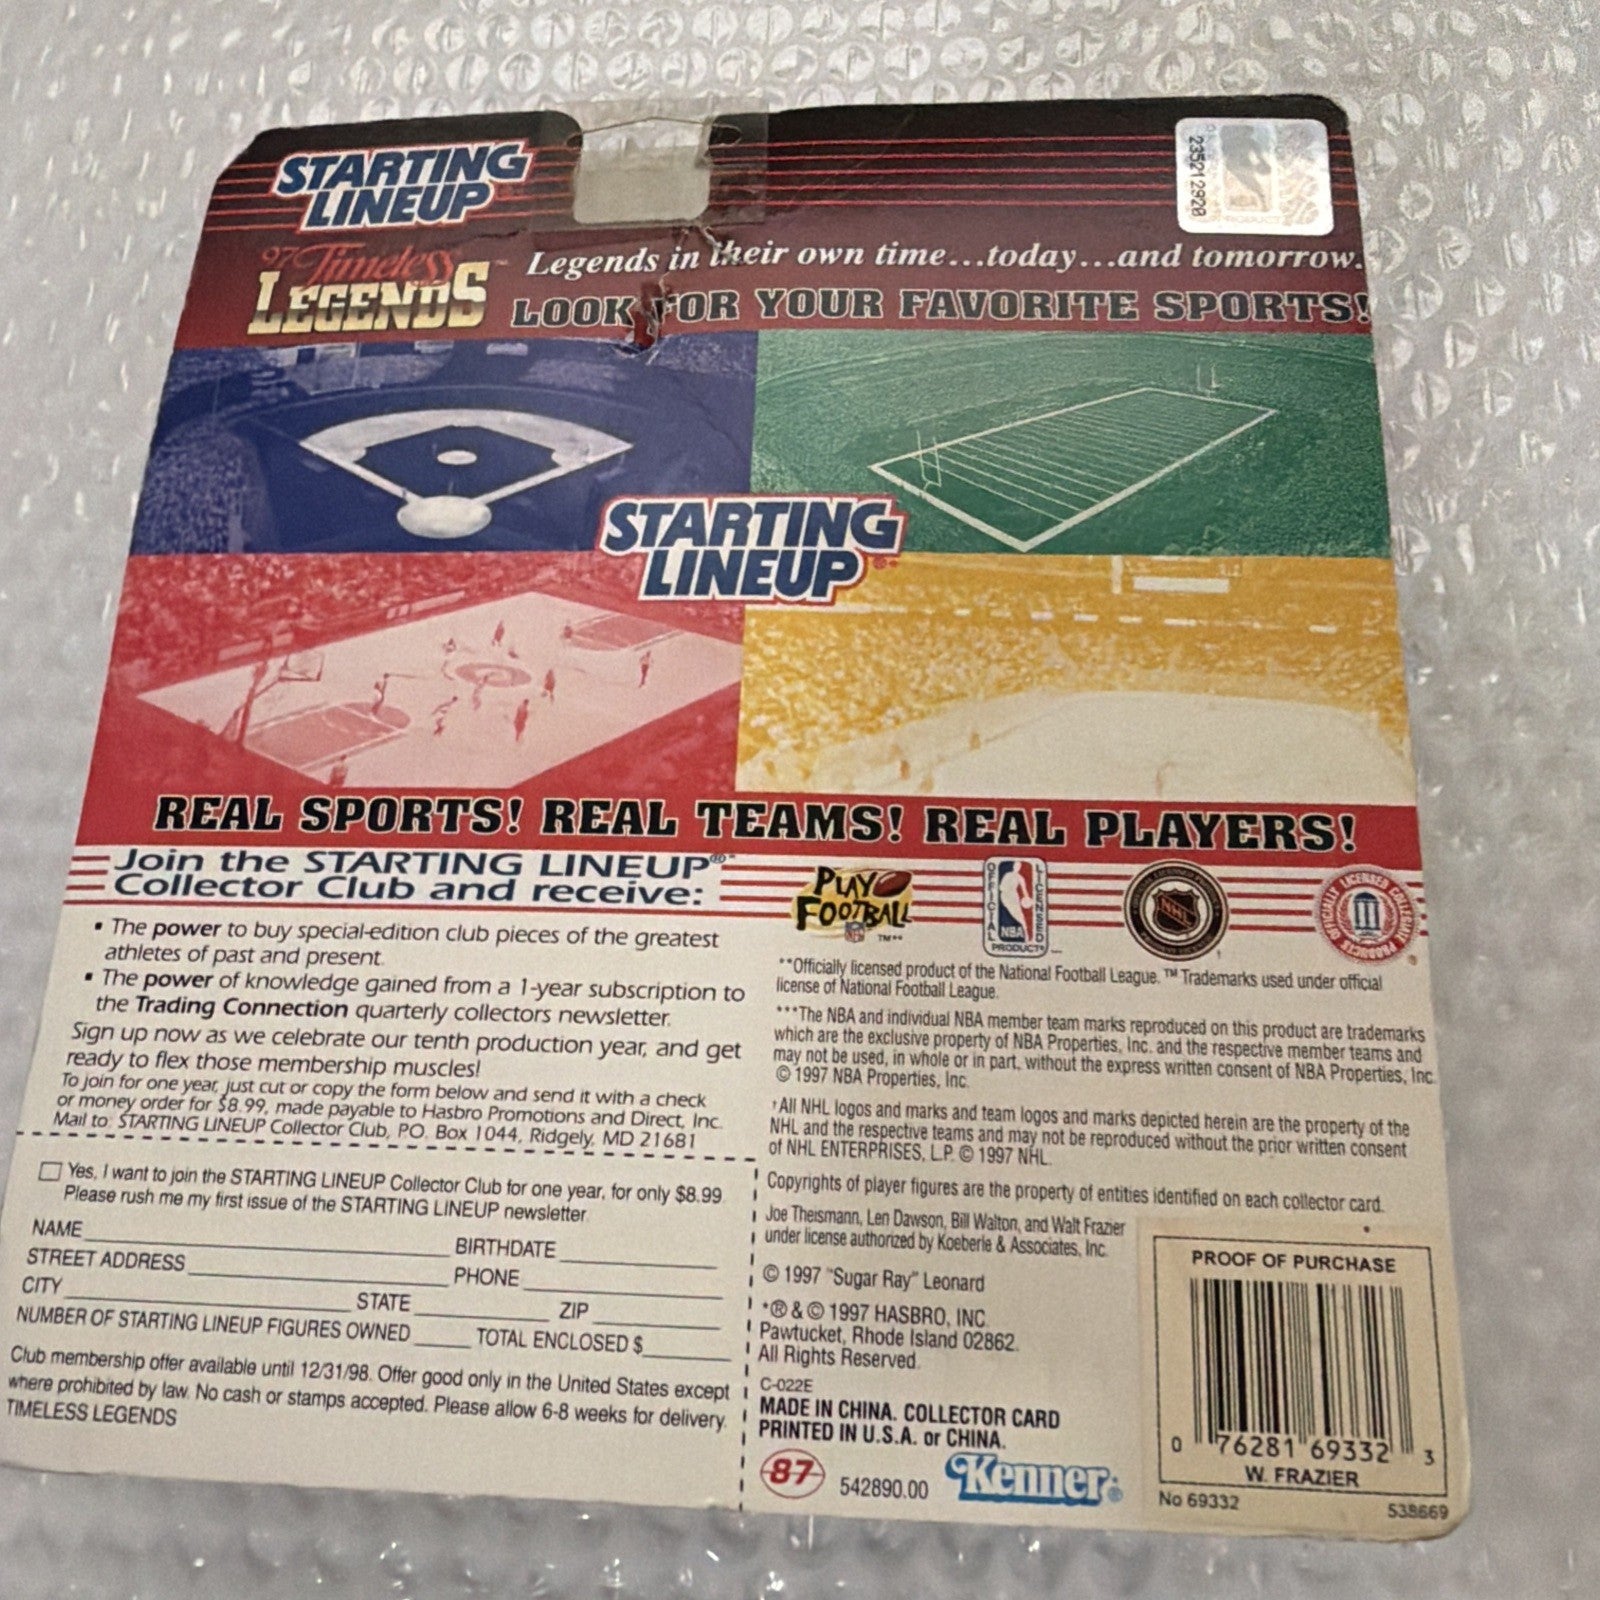 STARTING
LINEUP
23521 2920
NBA
PRODUCT
97 Timeless
LEGENDS™
Legends in their own time...today...and tomorrow.
LOOK FOR YOUR FAVORITE SPORTS!
STARTING
LINEUP®*
REAL SPORTS! REAL TEAMS! REAL PLAYERS!
Join the STARTING LINEUP®*
Collector Club and receive:
• The power to buy special-edition club pieces of the greatest
athletes of past and present.
• The power of knowledge gained from a 1-year subscription to
the Trading Connection quarterly collectors newsletter.
Sign up now as we celebrate our tenth production year, and get
ready to flex those membership muscles!
To join for one year, just cut or copy the form below and send it with a check
or money order for $8.99, made payable to Hasbro Promotions and Direct, Inc.
Mail to: STARTING LINEUP Collector Club, P.O. Box 1044, Ridgely, MD 21681
Yes, I want to join the STARTING LINEUP Collector Club for one year, for only $8.99.
Please rush me my first issue of the STARTING LINEUP newsletter.
NAME BIRTHDATE
STREET ADDRESS PHONE
CITY STATE ZIP
NUMBER OF STARTING LINEUP FIGURES OWNED TOTAL ENCLOSED $
Club membership offer available until 12/31/98. Offer good only in the United States except
where prohibited by law. No cash or stamps accepted. Please allow 6-8 weeks for delivery.
TIMELESS LEGENDS
PLAY
FOOTBALL
NFL
TM**
OFFICIAL
LICENSED
NBA
PRODUCT
NHL
†
OFFICIALLY LICENSED COLLEGIATE PRODUCTS
®
**Officially licensed product of the National Football League. ™ Trademarks used under official
license of National Football League.
***The NBA and individual NBA member team marks reproduced on this product are trademarks
which are the exclusive property of NBA Properties, Inc. and the respective member teams and
may not be used, in whole or in part, without the express written consent of NBA Properties, Inc.
© 1997 NBA Properties, Inc.
†All NHL logos and marks and team logos and marks depicted herein are the property of the
NHL and the respective teams and may not be reproduced without the prior written consent
of NHL ENTERPRISES, L.P. © 1997 NHL.
Copyrights of player figures are the property of entities identified on each collector card.
Joe Theismann, Len Dawson, Bill Walton, and Walt Frazier
under license authorized by Koeberle & Associates, Inc.
© 1997 "Sugar Ray" Leonard
*® & © 1997 HASBRO, INC.
Pawtucket, Rhode Island 02862.
All Rights Reserved.
C-022E
MADE IN CHINA. COLLECTOR CARD
PRINTED IN U.S.A. or CHINA.
87 542890.00 Kenner®
PROOF OF PURCHASE
0 76281 69332 3
W. FRAZIER
No 69332 538669